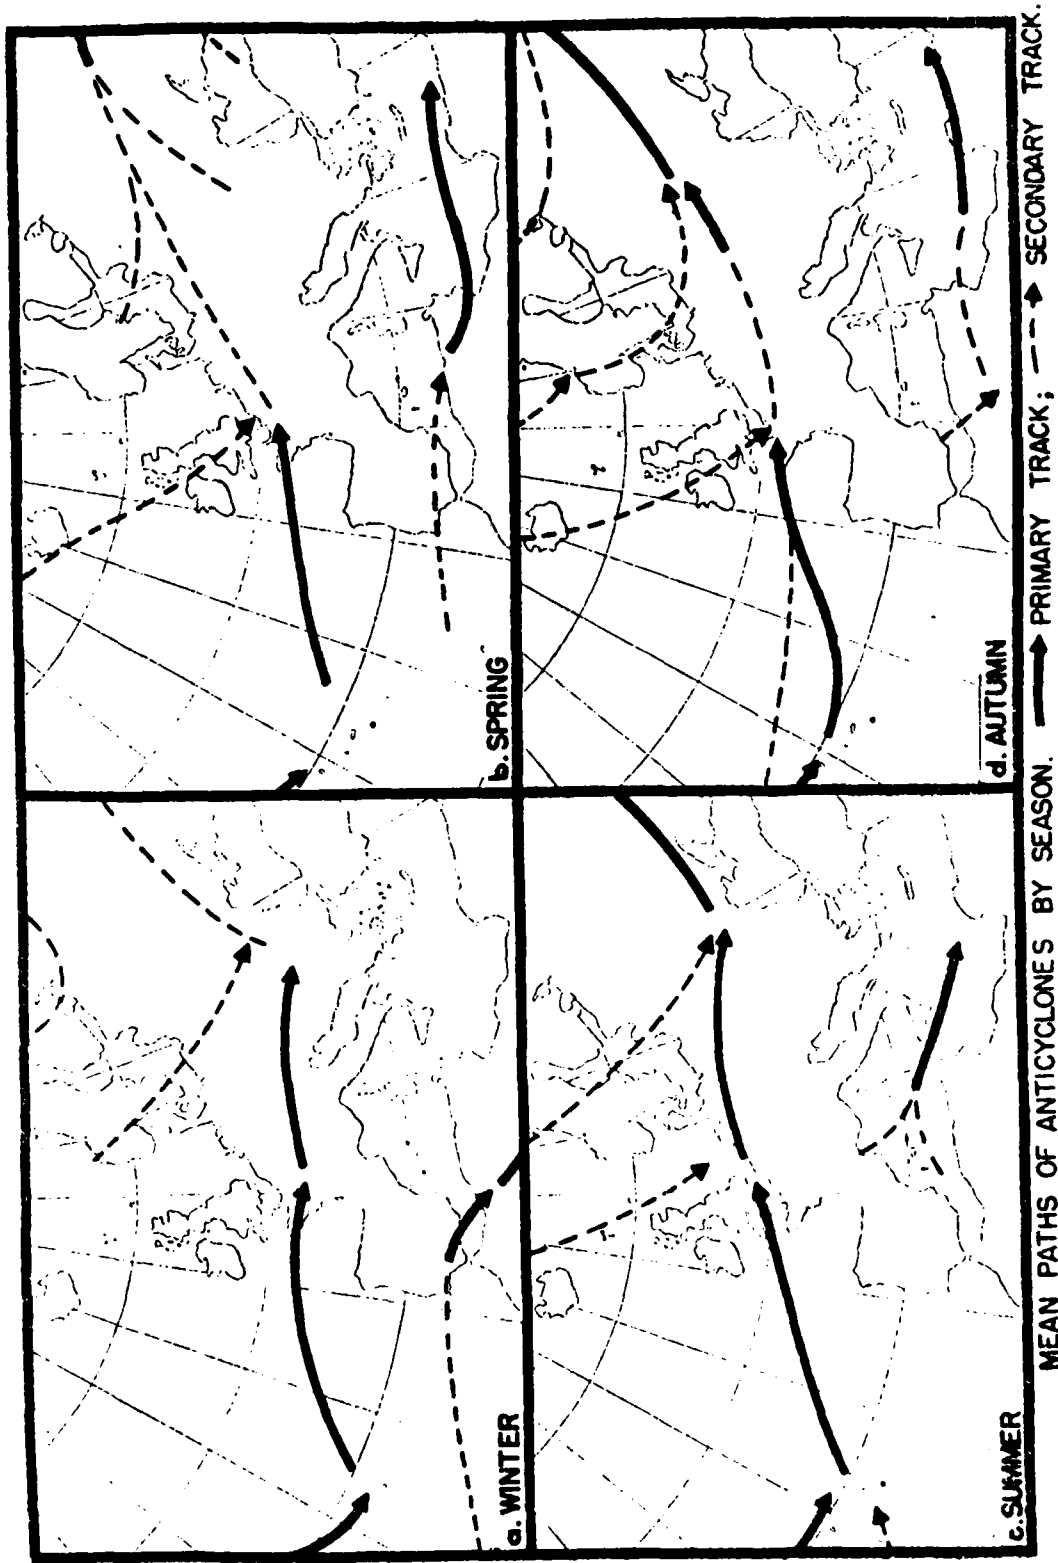 a. WINTER
b. SPRING
c. SUMMER
d. AUTUMN
MEAN PATHS OF ANTICYCLONES BY SEASON. PRIMARY TRACK; SECONDARY TRACK.